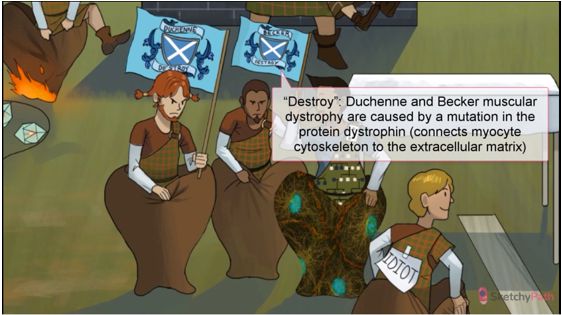 DUCHENNE
DESTROY
BECKER
DESTROY
“Destroy”: Duchenne and Becker muscular
dystrophy are caused by a mutation in the
protein dystrophin (connects myocyte
cytoskeleton to the extracellular matrix)
IDIOT
SketchyPath